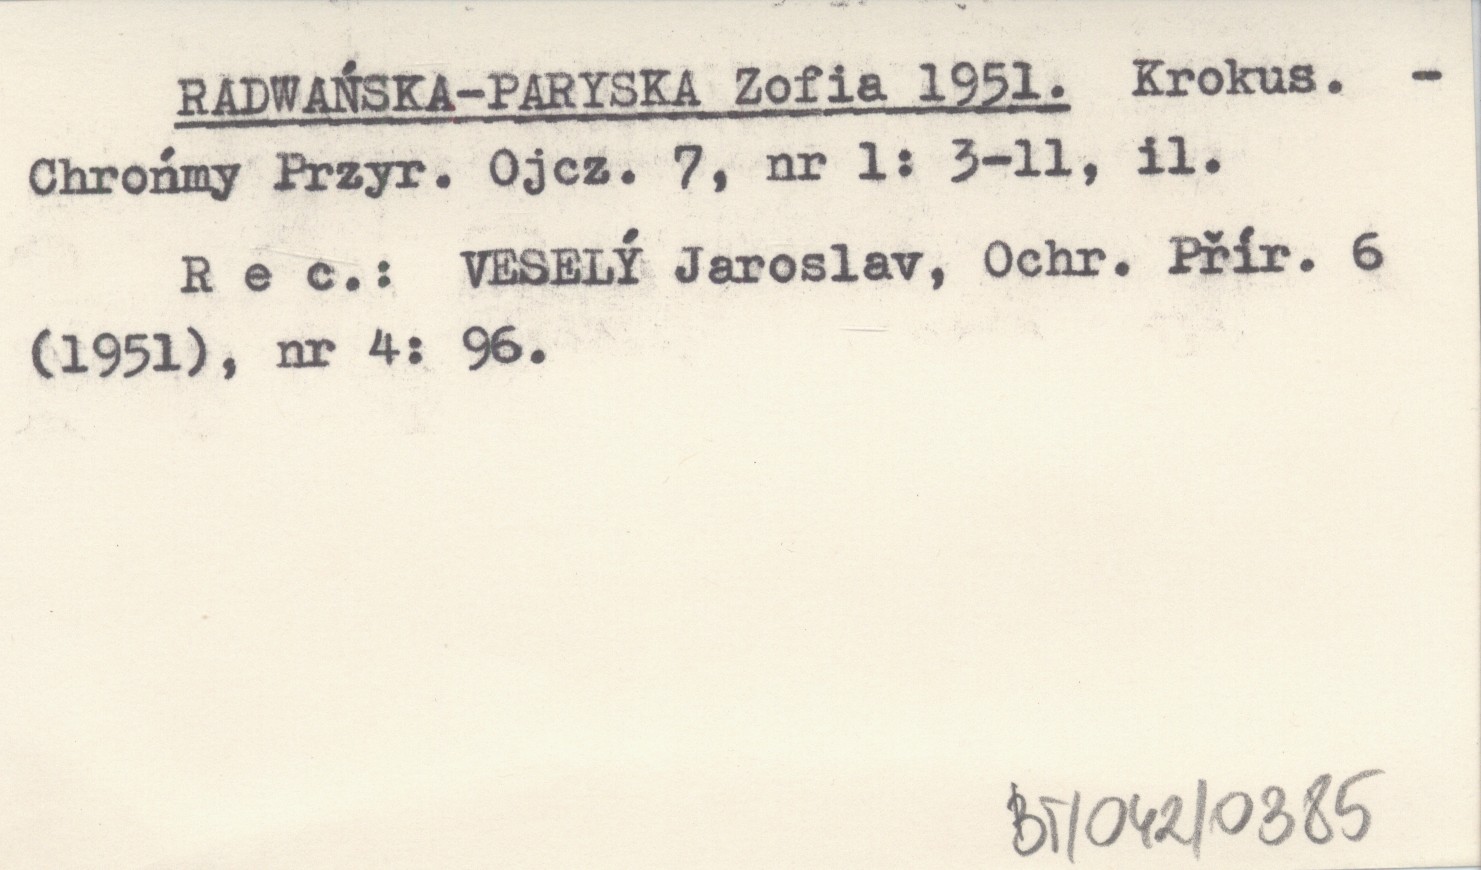 RADWAŃSKA-PARYSKA Zofia 1951. Krokus. -
Chrońmy Przyr. Ojcz. 7, nr 1: 3-11, il.
R e c.: VESELÝ Jaroslav, Ochr. Přír. 6
(1951), nr 4: 96.
BT/042/0385